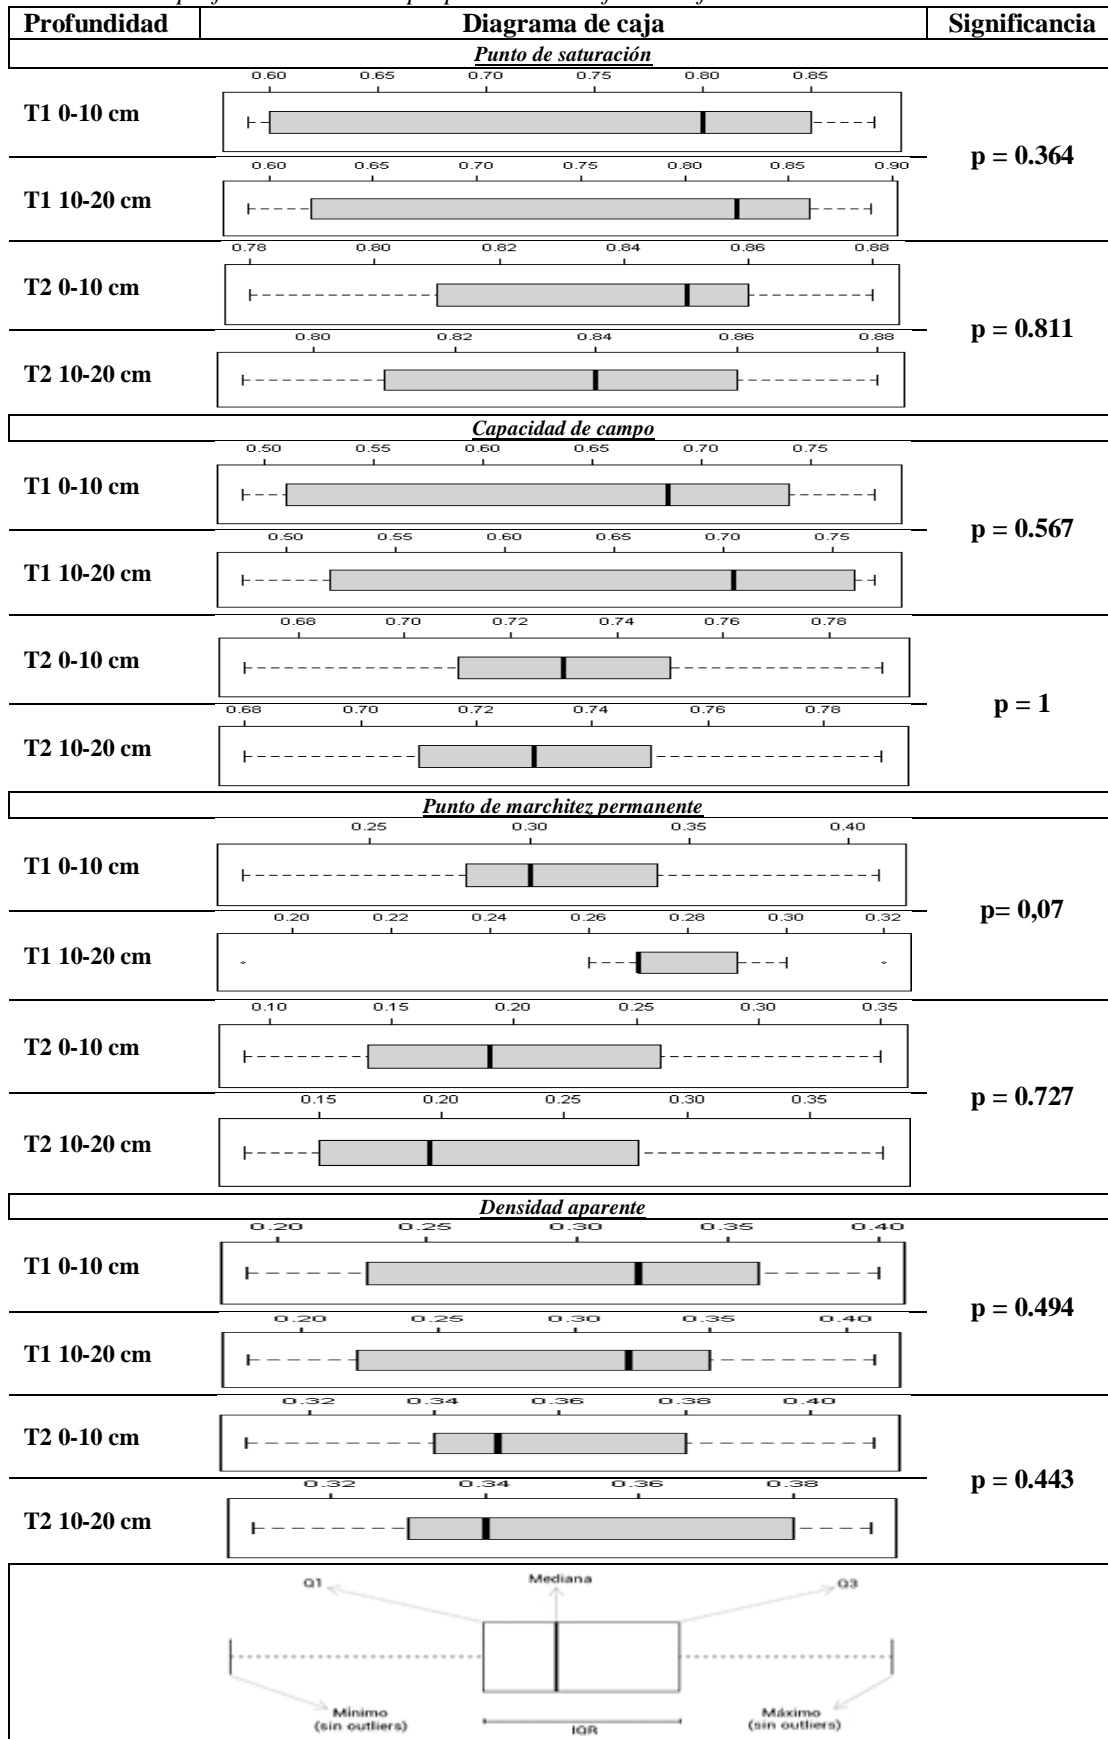 Profundidad Diagrama de caja Significancia
Punto de saturación
0.60 0.65 0.70 0.75 0.80 0.85
T1 0-10 cm
p = 0.364
0.60 0.65 0.70 0.75 0.80 0.85 0.90
T1 10-20 cm
0.78 0.80 0.82 0.84 0.86 0.88
T2 0-10 cm
p = 0.811
0.80 0.82 0.84 0.86 0.88
T2 10-20 cm
Capacidad de campo
0.50 0.55 0.60 0.65 0.70 0.75
T1 0-10 cm
p = 0.567
0.50 0.55 0.60 0.65 0.70 0.75
T1 10-20 cm
0.68 0.70 0.72 0.74 0.76 0.78
T2 0-10 cm
p = 1
0.68 0.70 0.72 0.74 0.76 0.78
T2 10-20 cm
Punto de marchitez permanente
0.25 0.30 0.35 0.40
T1 0-10 cm
p= 0,07
0.20 0.22 0.24 0.26 0.28 0.30 0.32
T1 10-20 cm
0.10 0.15 0.20 0.25 0.30 0.35
T2 0-10 cm
p = 0.727
0.15 0.20 0.25 0.30 0.35
T2 10-20 cm
Densidad aparente
0.20 0.25 0.30 0.35 0.40
T1 0-10 cm
p = 0.494
0.20 0.25 0.30 0.35 0.40
T1 10-20 cm
0.32 0.34 0.36 0.38 0.40
T2 0-10 cm
p = 0.443
0.32 0.34 0.36 0.38
T2 10-20 cm
Q1 Mediana Q3
Mínimo
(sin outliers)
Máximo
(sin outliers)
IQR